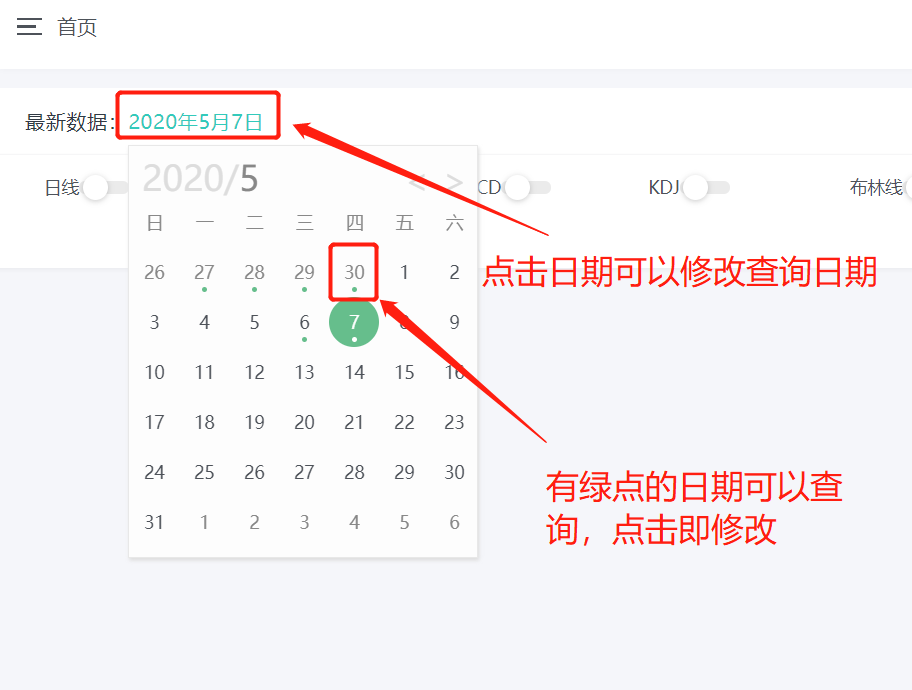 首页
最新数据：2020年5月7日
2020/5 < >
日线 CD KDJ 布林线
日 一 二 三 四 五 六
26 27 28 29 30 1 2
点击日期可以修改查询日期
3 4 5 6 7 8 9
10 11 12 13 14 15 16
17 18 19 20 21 22 23
24 25 26 27 28 29 30
有绿点的日期可以查
询，点击即修改
31 1 2 3 4 5 6